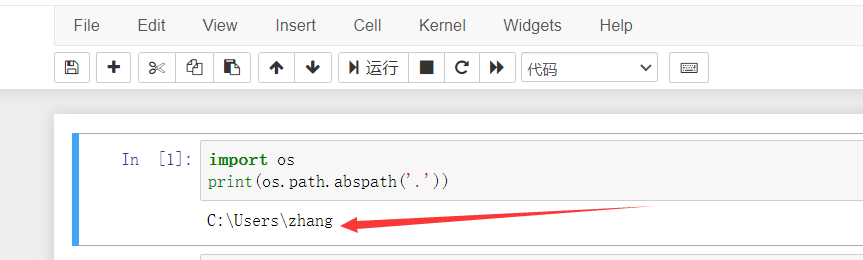 File Edit View Insert Cell Kernel Widgets Help
运行 代码
In [1]: import os
print(os.path.abspath('.'))
C:\Users\zhang